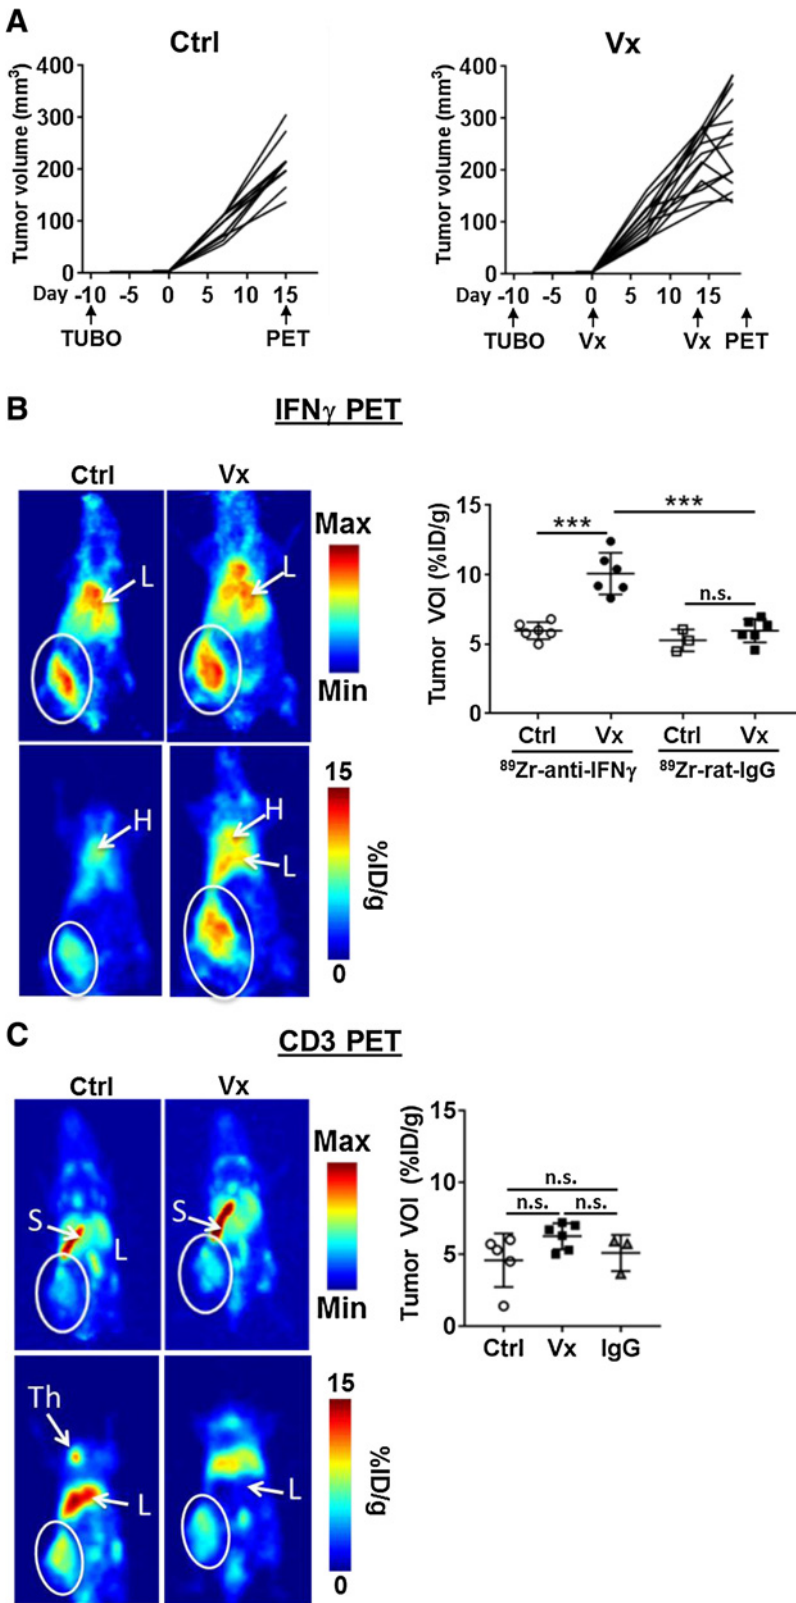 A
Ctrl
Vx
Tumor volume (mm³)
400
300
200
100
0
Day -10 -5 0 5 10 15
TUBO PET
Tumor volume (mm³)
400
300
200
100
0
Day -10 -5 0 5 10 15
TUBO Vx Vx PET
B
IFNγ PET
Ctrl Vx
L
L
Max
Min
H
H
L
15
%ID/g
0
Tumor VOI (%ID/g)
15
10
5
0
***
***
n.s.
Ctrl Vx Ctrl Vx
⁸⁹Zr-anti-IFNγ ⁸⁹Zr-rat-IgG
C
CD3 PET
Ctrl Vx
S
L
S
Max
Min
Th
L
L
15
%ID/g
0
Tumor VOI (%ID/g)
15
10
5
0
n.s.
n.s. n.s.
Ctrl Vx IgG